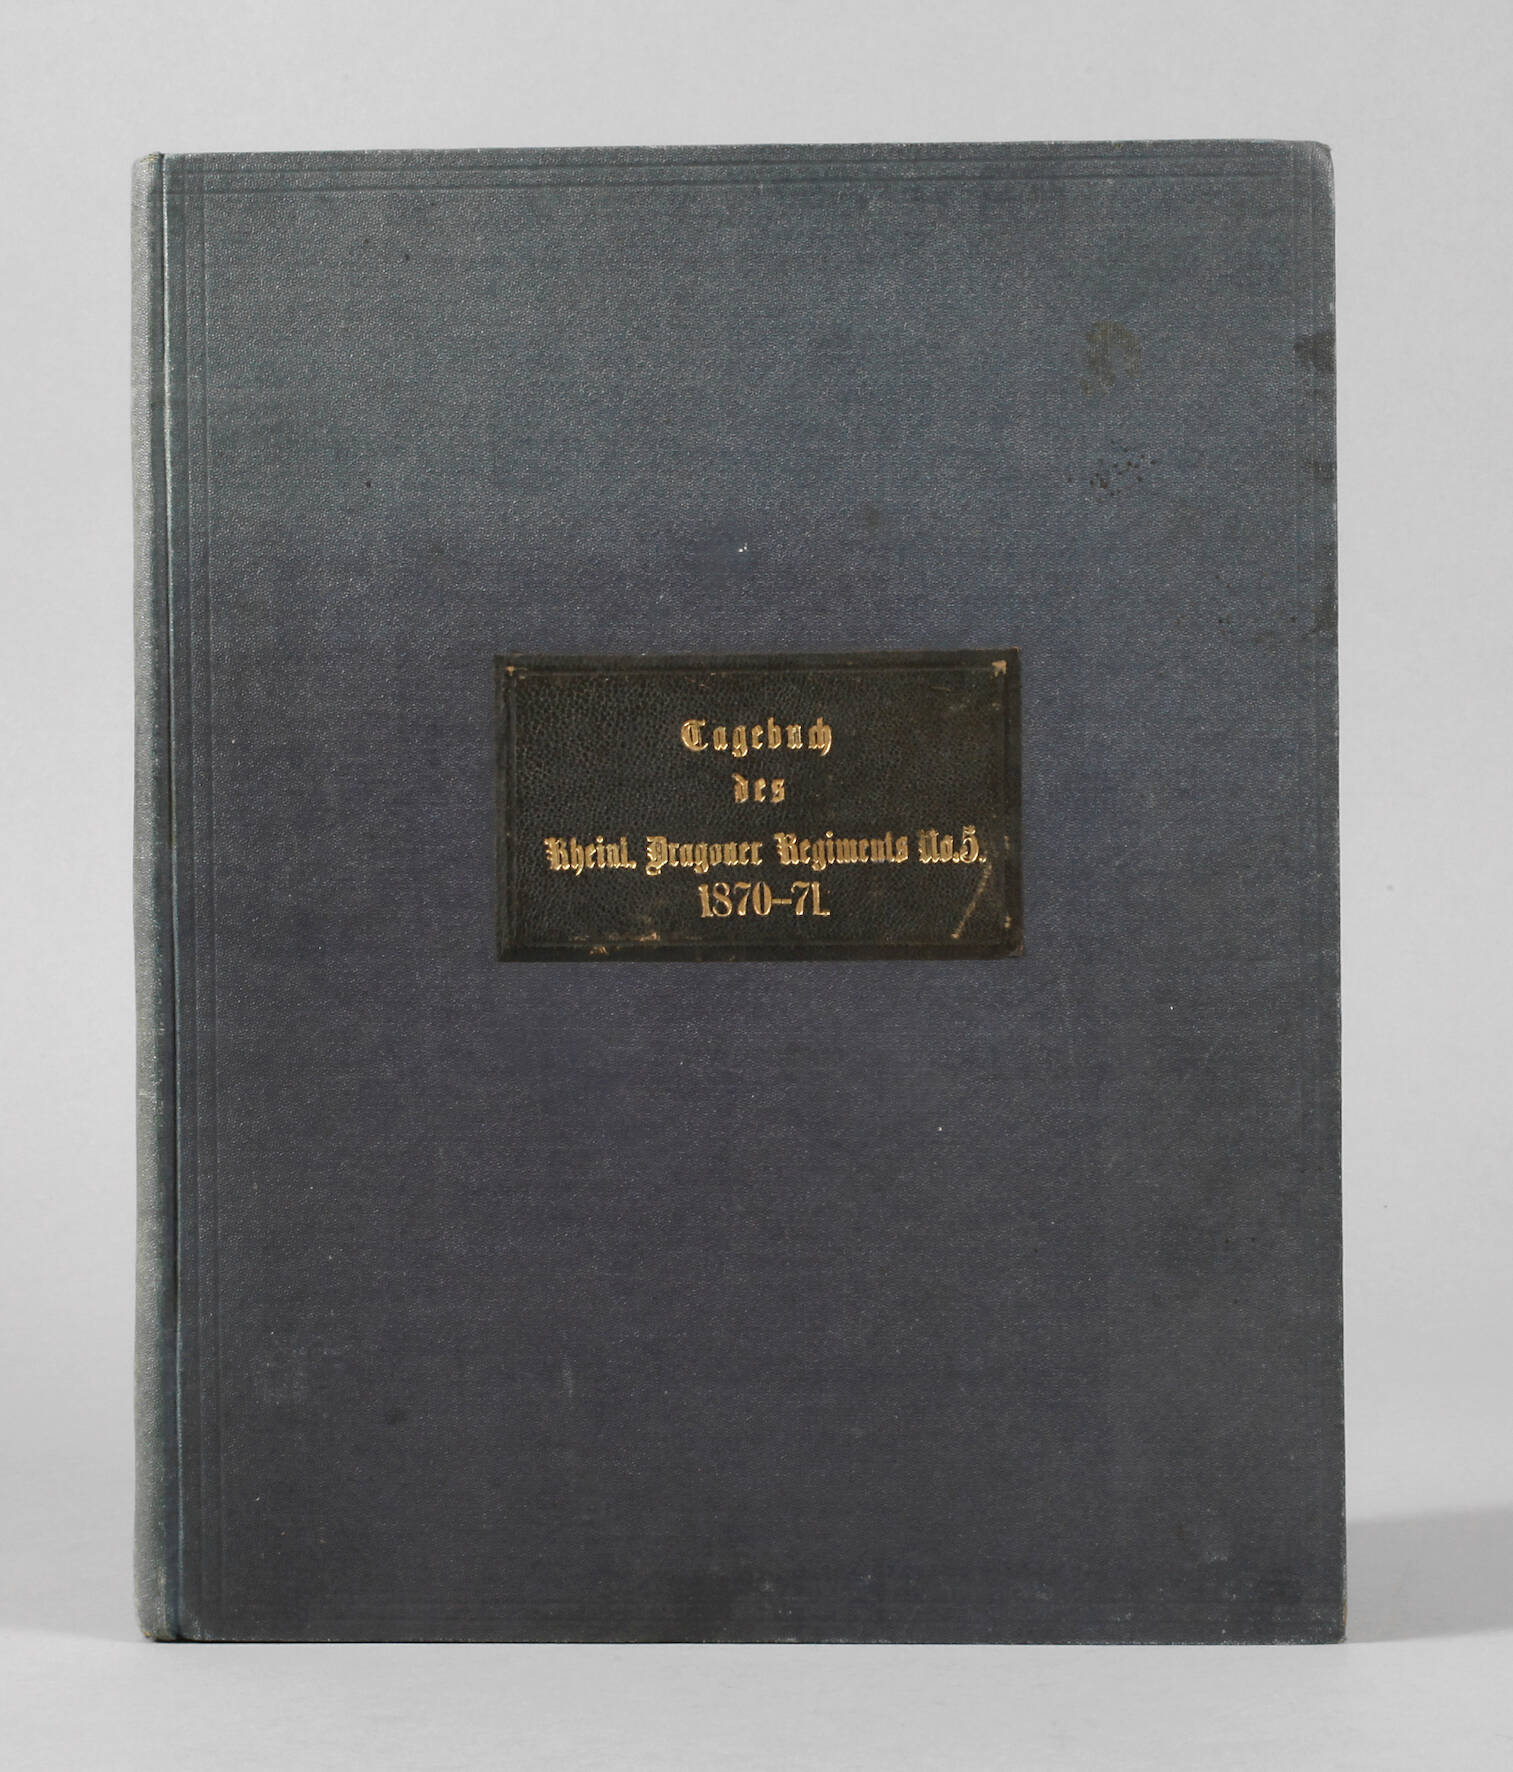 Tagebuch
des
Rheinl. Dragoner Regiments No. 5.
1870-71.